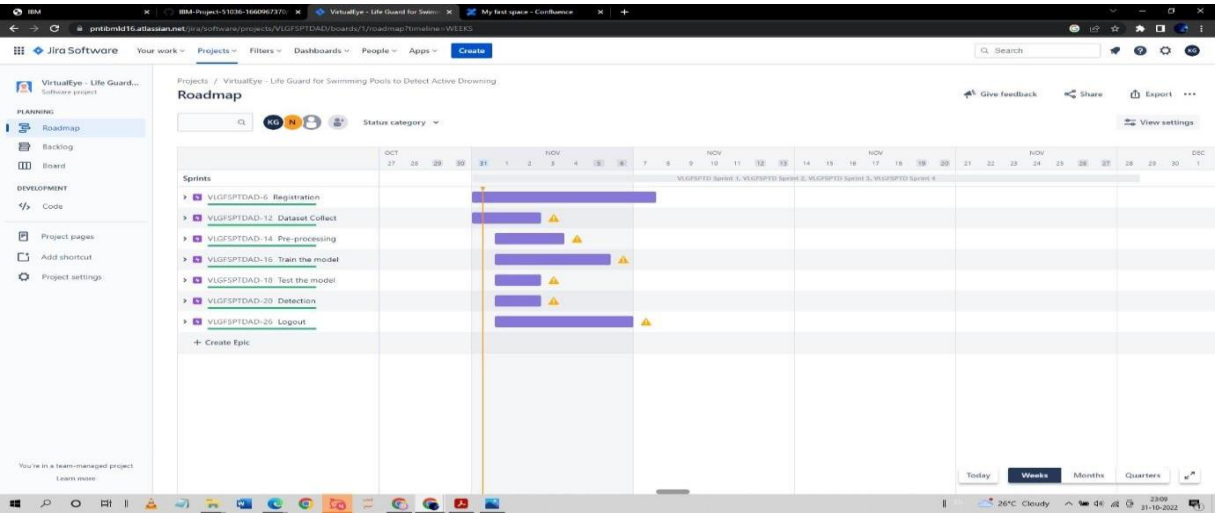 IBM
IBM-Project-51036-1660967370
VirtualEye - Life Guard for Swimm
My first space - Confluence
pntibmld16.atlassian.net/jira/software/projects/VLGFSPTDAD/boards/1/roadmap?timeline=WEEKS
Jira Software Your work Projects Filters Dashboards People Apps Create Search KG
VirtualEye - Life Guard...
Software project
PLANNING
Roadmap
Backlog
Board
DEVELOPMENT
Code
Project pages
Add shortcut
Project settings
You're in a team-managed project
Learn more
Projects / VirtualEye - Life Guard for Swimming Pools to Detect Active Drowning
Roadmap
Give feedback Share Export
KG N Status category View settings
OCT NOV NOV NOV NOV DEC
27 28 29 30 31 1 2 3 4 5 6 7 8 9 10 11 12 13 14 15 16 17 18 19 20 21 22 23 24 25 26 27 28 29 30 1
Sprints VLGFSPTD Sprint 1, VLGFSPTD Sprint 2, VLGFSPTD Sprint 3, VLGFSPTD Sprint 4
VLGFSPTDAD-6 Registration
VLGFSPTDAD-12 Dataset Collect
VLGFSPTDAD-14 Pre-processing
VLGFSPTDAD-16 Train the model
VLGFSPTDAD-18 Test the model
VLGFSPTDAD-20 Detection
VLGFSPTDAD-26 Logout
+ Create Epic
Today Weeks Months Quarters
26°C Cloudy
23:09
31-10-2022